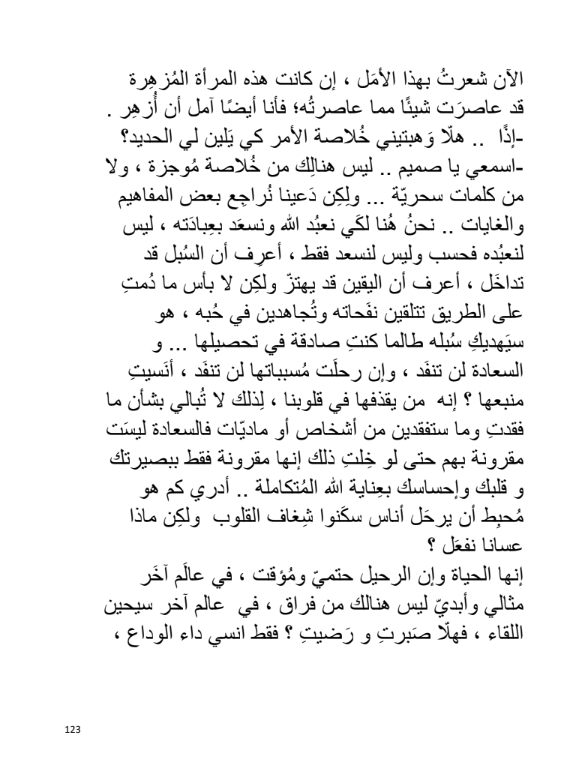 الآن شعرتُ بهذا الأمَل ، إن كانت هذه المرأة المُزهِرة
قد عاصرَت شيئًا مما عاصرتُه؛ فأنا أيضًا آمل أن أُزهِر .
-إذًا .. هلّا وَهبتيني خُلاصة الأمر كي يَلين لي الحديد؟
-اسمعي يا صميم .. ليس هنالِك من خُلاصة مُوجزة ، ولا
من كلمات سحريّة ... ولِكِن دَعينا نُراجِع بعض المفاهيم
والغايات .. نحنُ هُنا لكَي نعبُد الله ونسعَد بعِبادَته ، ليس
لنعبُده فحسب وليس لنسعد فقط ، أعرِف أن السُبل قد
تداخَل ، أعرف أن اليقين قد يهتزّ ولكِن لا بأس ما دُمتِ
على الطريق تتلقين نفَحاته وتُجاهدين في حُبه ، هو
سيَهديكِ سُبله طالما كنتِ صادقة في تحصيلها ... و
السعادة لن تنفَد ، وإن رحلَت مُسبباتها لن تنفَد ، أنَسيتِ
منبعها ؟ إنه من يقذفها في قلوبنا ، لِذلك لا تُبالي بشأن ما
فقدتِ وما ستفقدين من أشخاص أو ماديّات فالسعادة ليسَت
مقرونة بهم حتى لو خِلتِ ذلك إنها مقرونة فقط ببصيرتك
و قلبك وإحساسك بعِناية الله المُتكاملة .. أدري كم هو
مُحبِط أن يرحَل أناس سكَنوا شِغاف القلوب ولكِن ماذا
عسانا نفعَل ؟
إنها الحياة وإن الرحيل حتميّ ومُؤقت ، في عالَم آخَر
مثالي وأبديّ ليس هنالك من فراق ، في عالم آخر سيحين
اللقاء ، فهلّا صَبرتِ و رَضيتِ ؟ فقط انسي داء الوداع ،
123